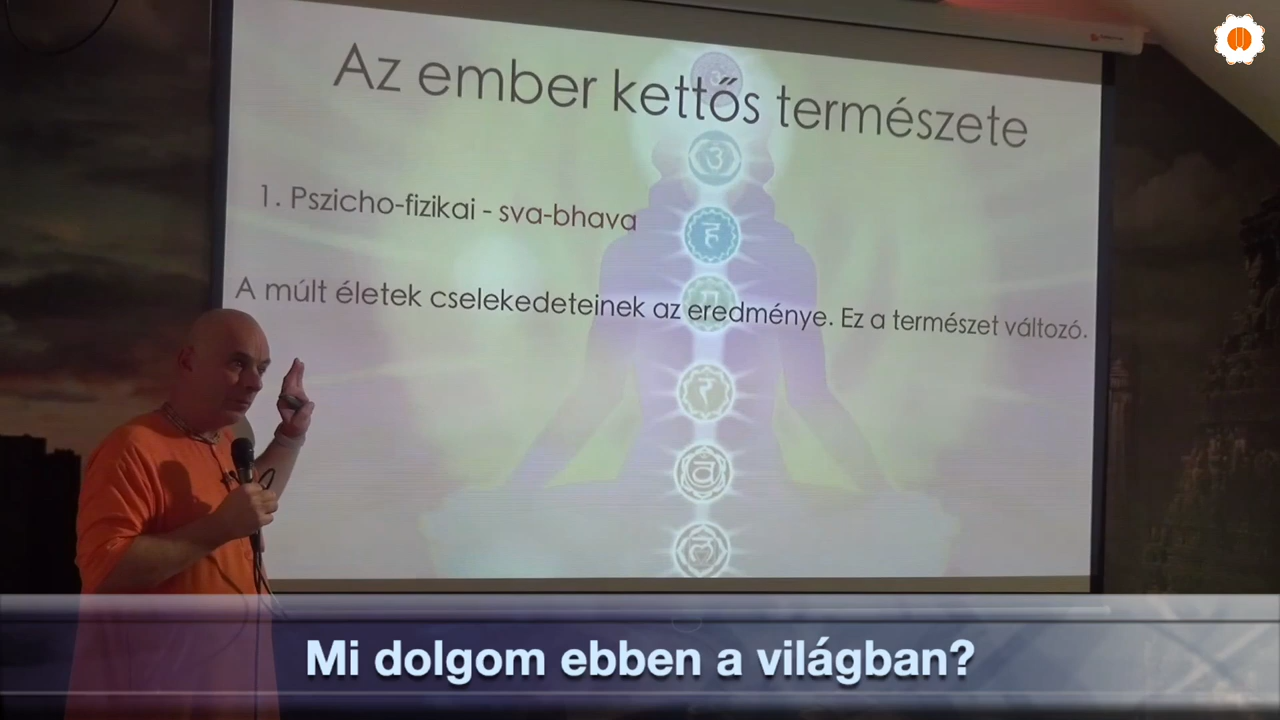 Az ember kettős természete
1. Pszicho-fizikai - sva-bhava
A múlt életek cselekedeteinek az eredménye. Ez a természet változó.
Mi dolgom ebben a világban?